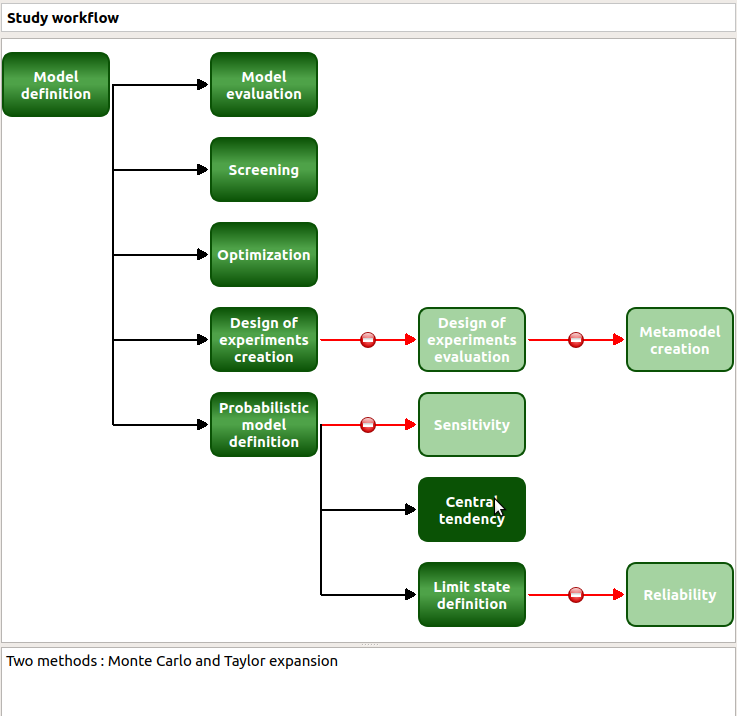 Study workflow
Model
definition
Model
evaluation
Screening
Optimization
Design of
experiments
creation
Design of
experiments
evaluation
Metamodel
creation
Probabilistic
model
definition
Sensitivity
Central
tendency
Limit state
definition
Reliability
Two methods : Monte Carlo and Taylor expansion